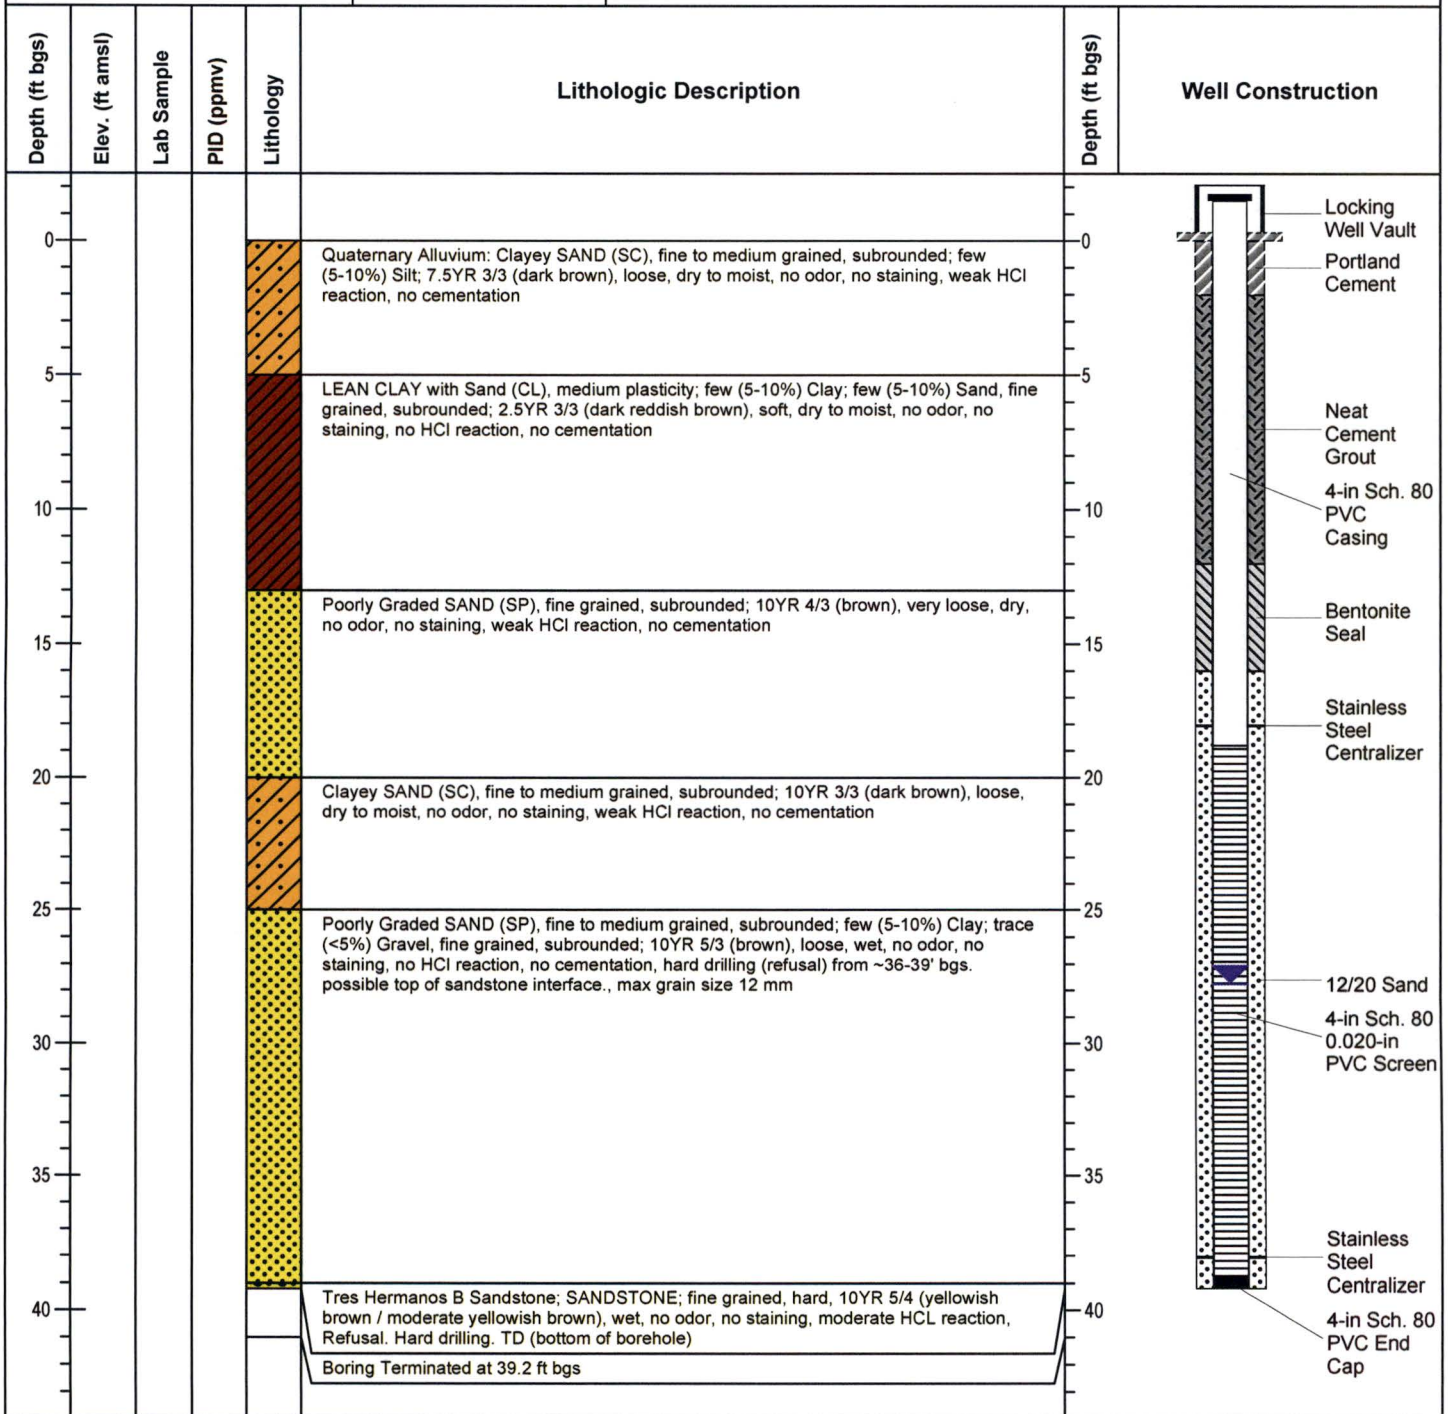 Depth (ft bgs)
Elev. (ft amsl)
Lab Sample
PID (ppmv)
Lithology
Lithologic Description
Depth (ft bgs)
Well Construction
0
5
10
15
20
25
30
35
40
Quaternary Alluvium: Clayey SAND (SC), fine to medium grained, subrounded; few
(5-10%) Silt; 7.5YR 3/3 (dark brown), loose, dry to moist, no odor, no staining, weak HCl
reaction, no cementation
LEAN CLAY with Sand (CL), medium plasticity; few (5-10%) Clay; few (5-10%) Sand, fine
grained, subrounded; 2.5YR 3/3 (dark reddish brown), soft, dry to moist, no odor, no
staining, no HCl reaction, no cementation
Poorly Graded SAND (SP), fine grained, subrounded; 10YR 4/3 (brown), very loose, dry,
no odor, no staining, weak HCl reaction, no cementation
Clayey SAND (SC), fine to medium grained, subrounded; 10YR 3/3 (dark brown), loose,
dry to moist, no odor, no staining, weak HCl reaction, no cementation
Poorly Graded SAND (SP), fine to medium grained, subrounded; few (5-10%) Clay; trace
(<5%) Gravel, fine grained, subrounded; 10YR 5/3 (brown), loose, wet, no odor, no
staining, no HCl reaction, no cementation, hard drilling (refusal) from ~36-39' bgs.
possible top of sandstone interface., max grain size 12 mm
Tres Hermanos B Sandstone; SANDSTONE; fine grained, hard, 10YR 5/4 (yellowish
brown / moderate yellowish brown), wet, no odor, no staining, moderate HCL reaction,
Refusal. Hard drilling. TD (bottom of borehole)
Boring Terminated at 39.2 ft bgs
0
5
10
15
20
25
30
35
40
Locking
Well Vault
Portland
Cement
Neat
Cement
Grout
4-in Sch. 80
PVC
Casing
Bentonite
Seal
Stainless
Steel
Centralizer
12/20 Sand
4-in Sch. 80
0.020-in
PVC Screen
Stainless
Steel
Centralizer
4-in Sch. 80
PVC End
Cap